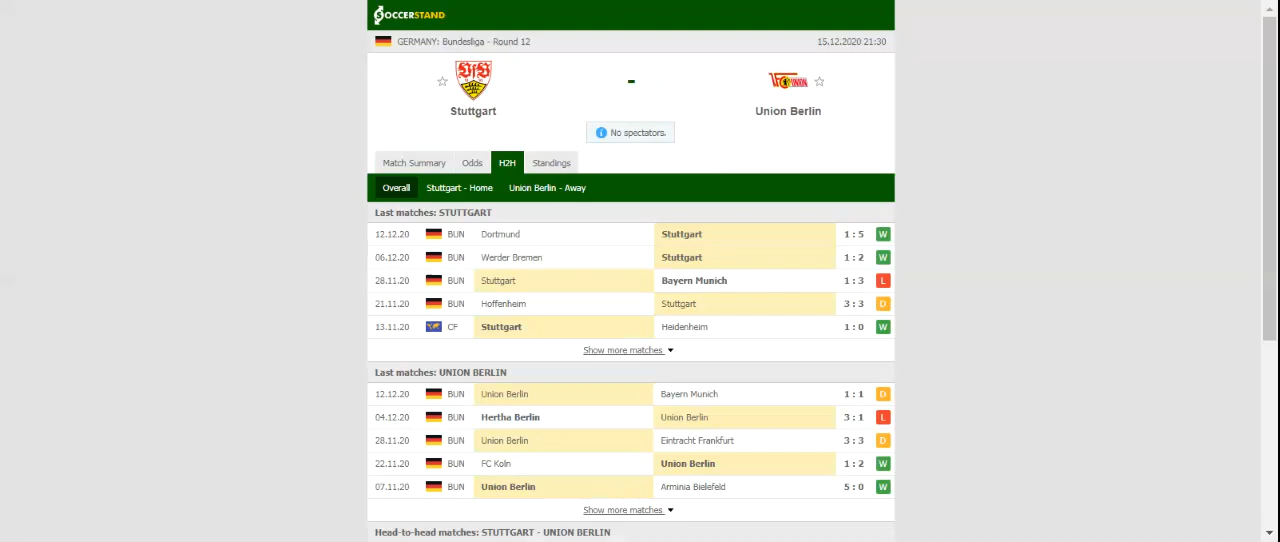 SOCCERSTAND
GERMANY: Bundesliga - Round 12 15.12.2020 21:30
-
Stuttgart Union Berlin
No spectators.
Match Summary Odds H2H Standings
Overall Stuttgart - Home Union Berlin - Away
Last matches: STUTTGART
12.12.20 BUN Dortmund Stuttgart 1 : 5 W
06.12.20 BUN Werder Bremen Stuttgart 1 : 2 W
28.11.20 BUN Stuttgart Bayern Munich 1 : 3 L
21.11.20 BUN Hoffenheim Stuttgart 3 : 3 D
13.11.20 CF Stuttgart Heidenheim 1 : 0 W
Show more matches
Last matches: UNION BERLIN
12.12.20 BUN Union Berlin Bayern Munich 1 : 1 D
04.12.20 BUN Hertha Berlin Union Berlin 3 : 1 L
28.11.20 BUN Union Berlin Eintracht Frankfurt 3 : 3 D
22.11.20 BUN FC Koln Union Berlin 1 : 2 W
07.11.20 BUN Union Berlin Arminia Bielefeld 5 : 0 W
Show more matches
Head-to-head matches: STUTTGART - UNION BERLIN